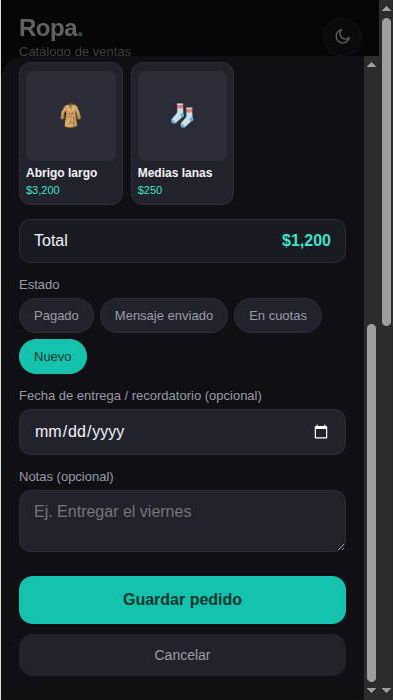 Ropa.
Catálogo de ventas
Abrigo largo
$3,200
Medias lanas
$250
Total
$1,200
Estado
Pagado
Mensaje enviado
En cuotas
Nuevo
Fecha de entrega / recordatorio (opcional)
mm/dd/yyyy
Notas (opcional)
Ej. Entregar el viernes
Guardar pedido
Cancelar